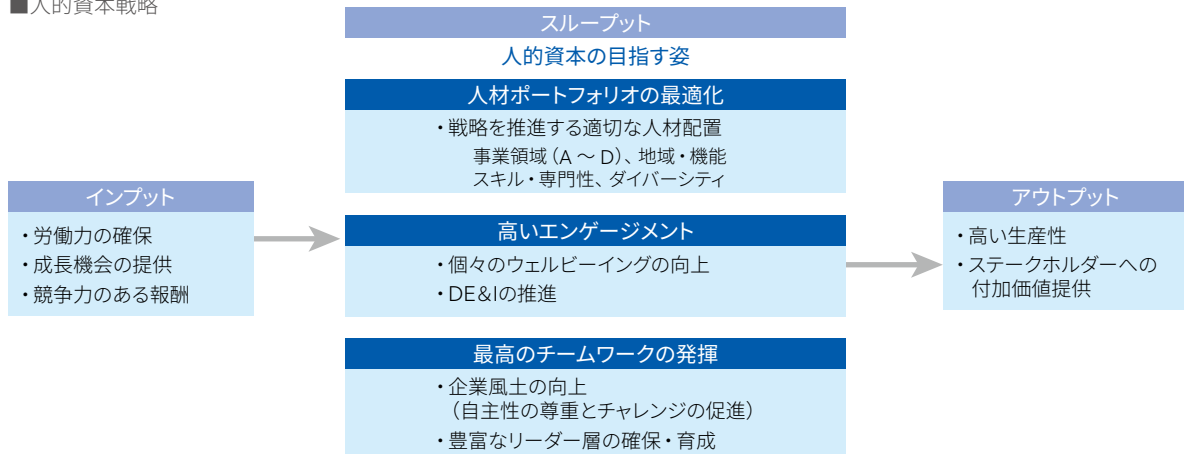 ■人的資本戦略
スループット
人的資本の目指す姿
人材ポートフォリオの最適化
・戦略を推進する適切な人材配置
事業領域（A ～ D）、地域・機能
スキル・専門性、ダイバーシティ
インプット
・労働力の確保
・成長機会の提供
・競争力のある報酬
高いエンゲージメント
・個々のウェルビーイングの向上
・DE&Iの推進
アウトプット
・高い生産性
・ステークホルダーへの
付加価値提供
最高のチームワークの発揮
・企業風土の向上
（自主性の尊重とチャレンジの促進）
・豊富なリーダー層の確保・育成